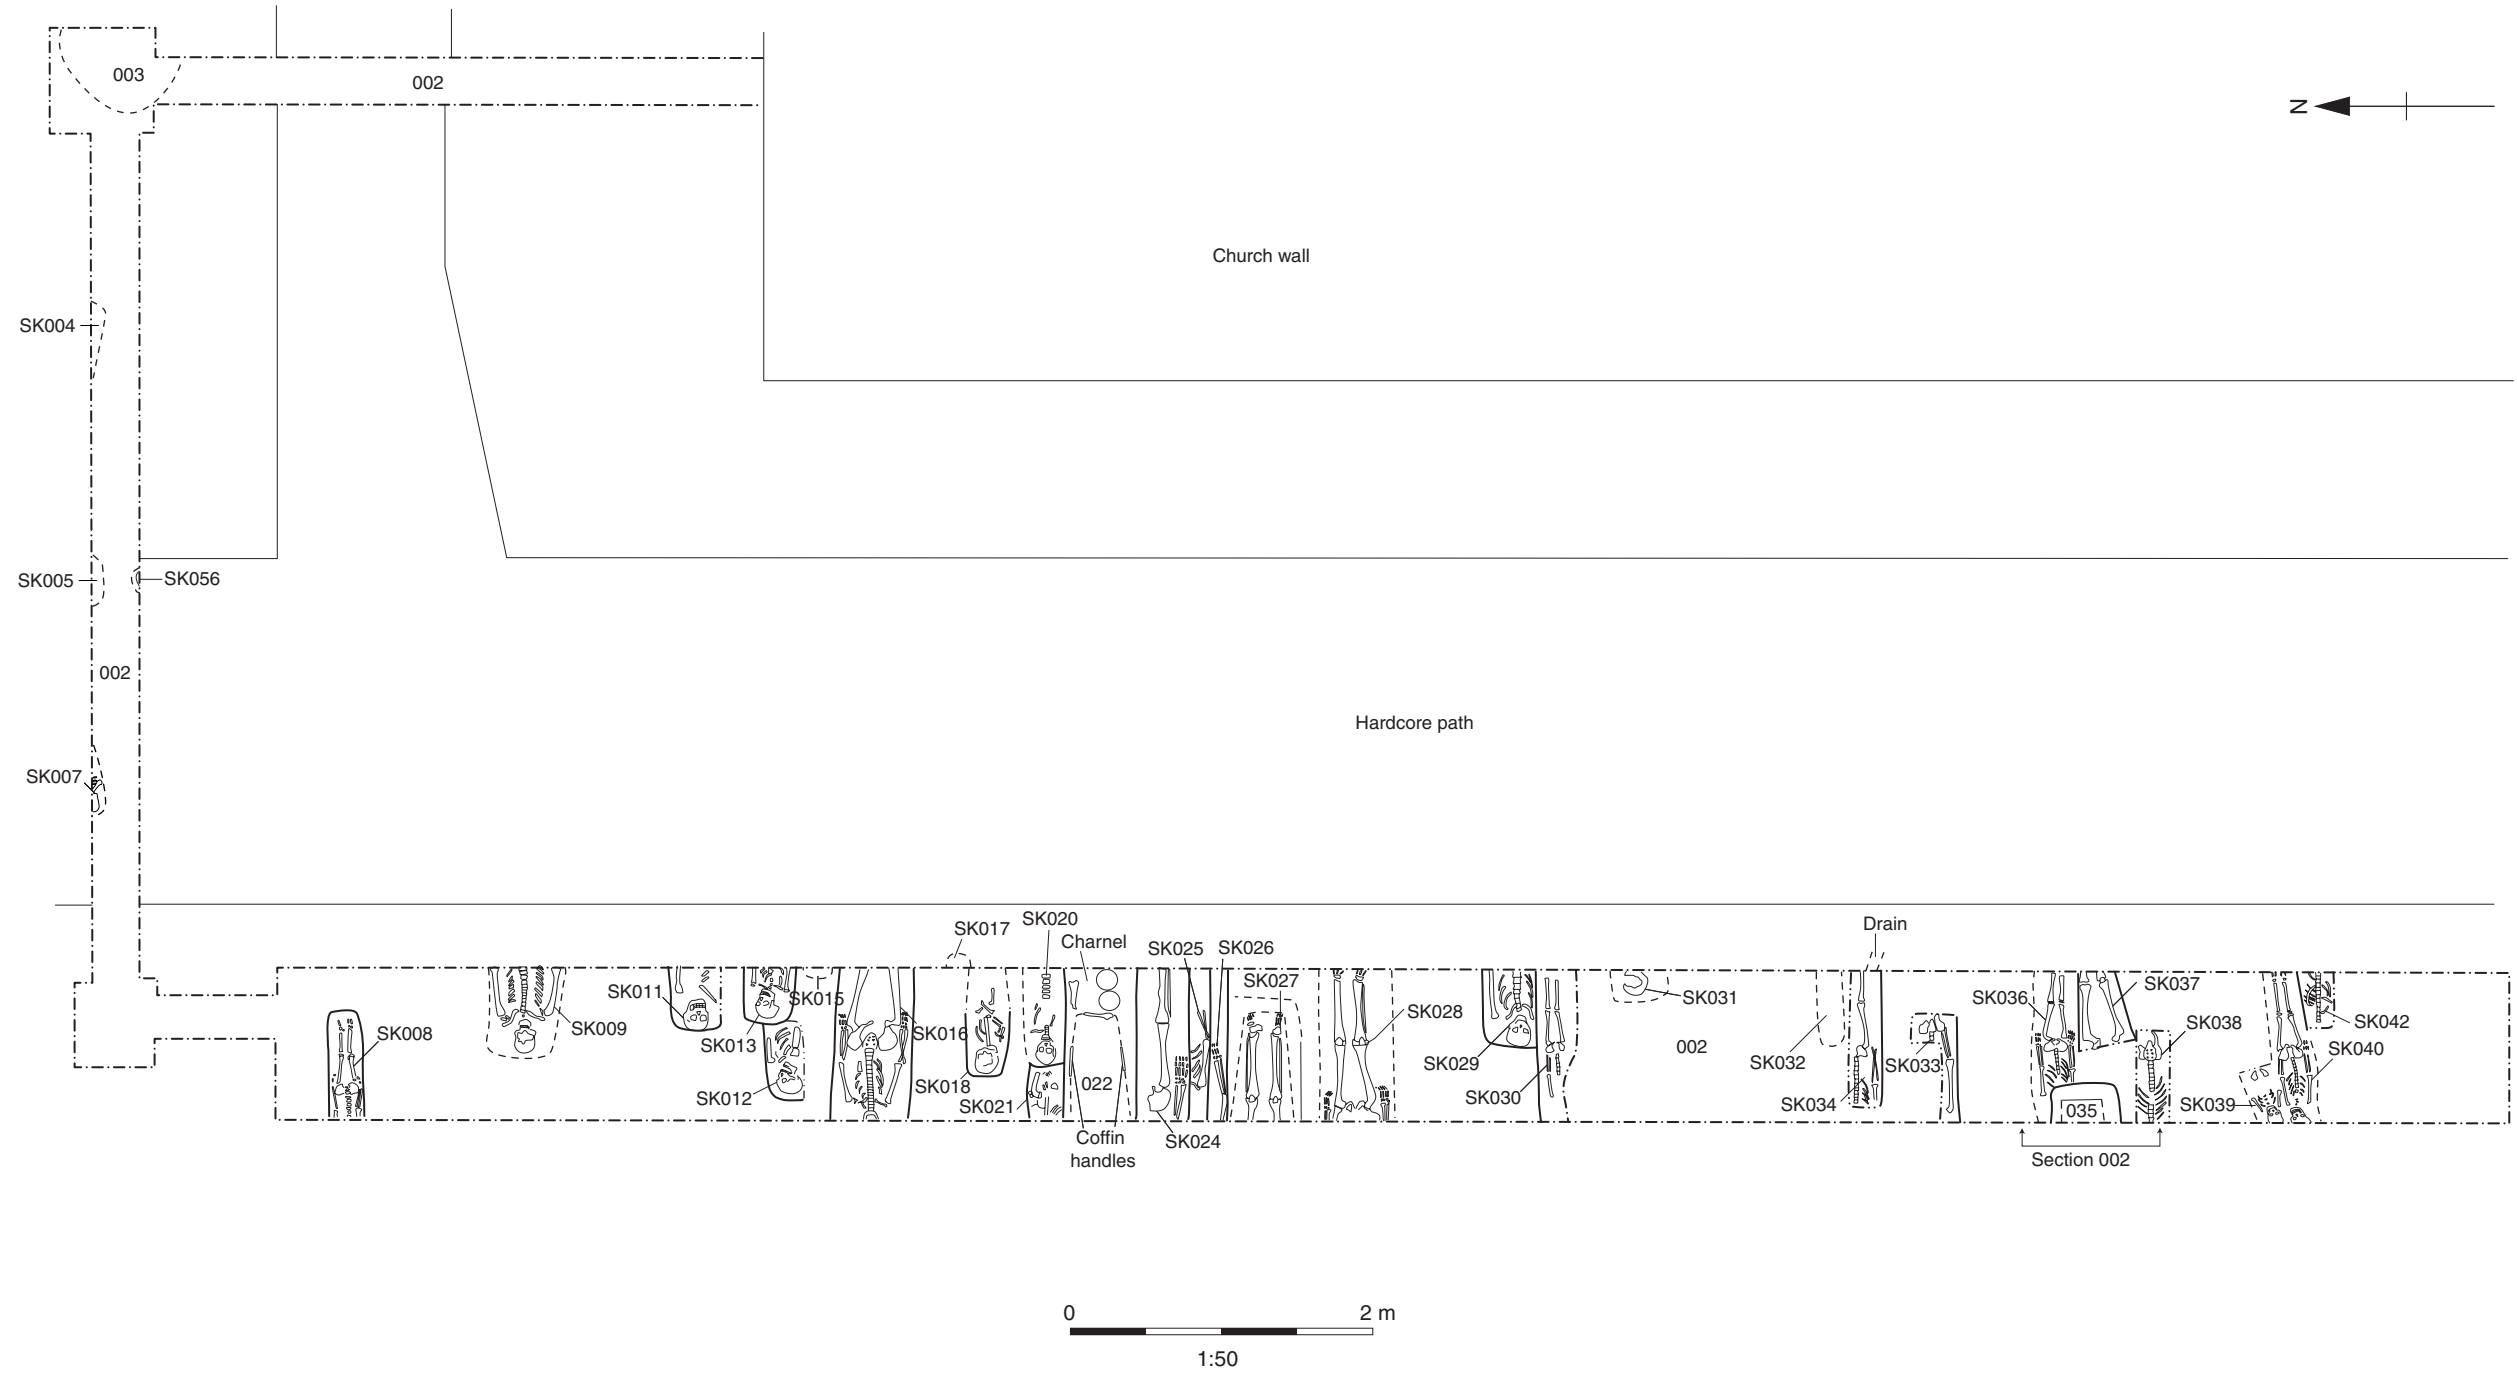 003
002
N
Church wall
SK004
SK005
SK056
002
Hardcore path
SK007
SK017
SK020
Charnel
SK025
SK026
Drain
SK027
SK011
SK015
SK009
SK008
SK013
SK016
SK012
SK018
SK021
022
Coffin
handles
SK024
SK028
SK029
SK030
SK031
002
SK032
SK033
SK034
SK036
SK037
SK038
SK042
SK040
SK039
035
Section 002
0
2 m
1:50